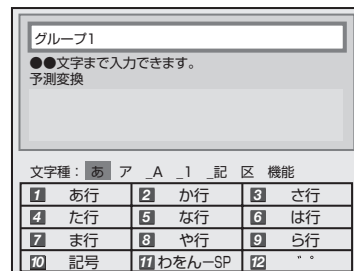 グループ1
●●文字まで入力できます。
予測変換
文字種： あ ア _A _1 _記 区 機能
1 あ行 2 か行 3 さ行
4 た行 5 な行 6 は行
7 ま行 8 や行 9 ら行
10 記号 11 わをんーSP 12 ゛゜